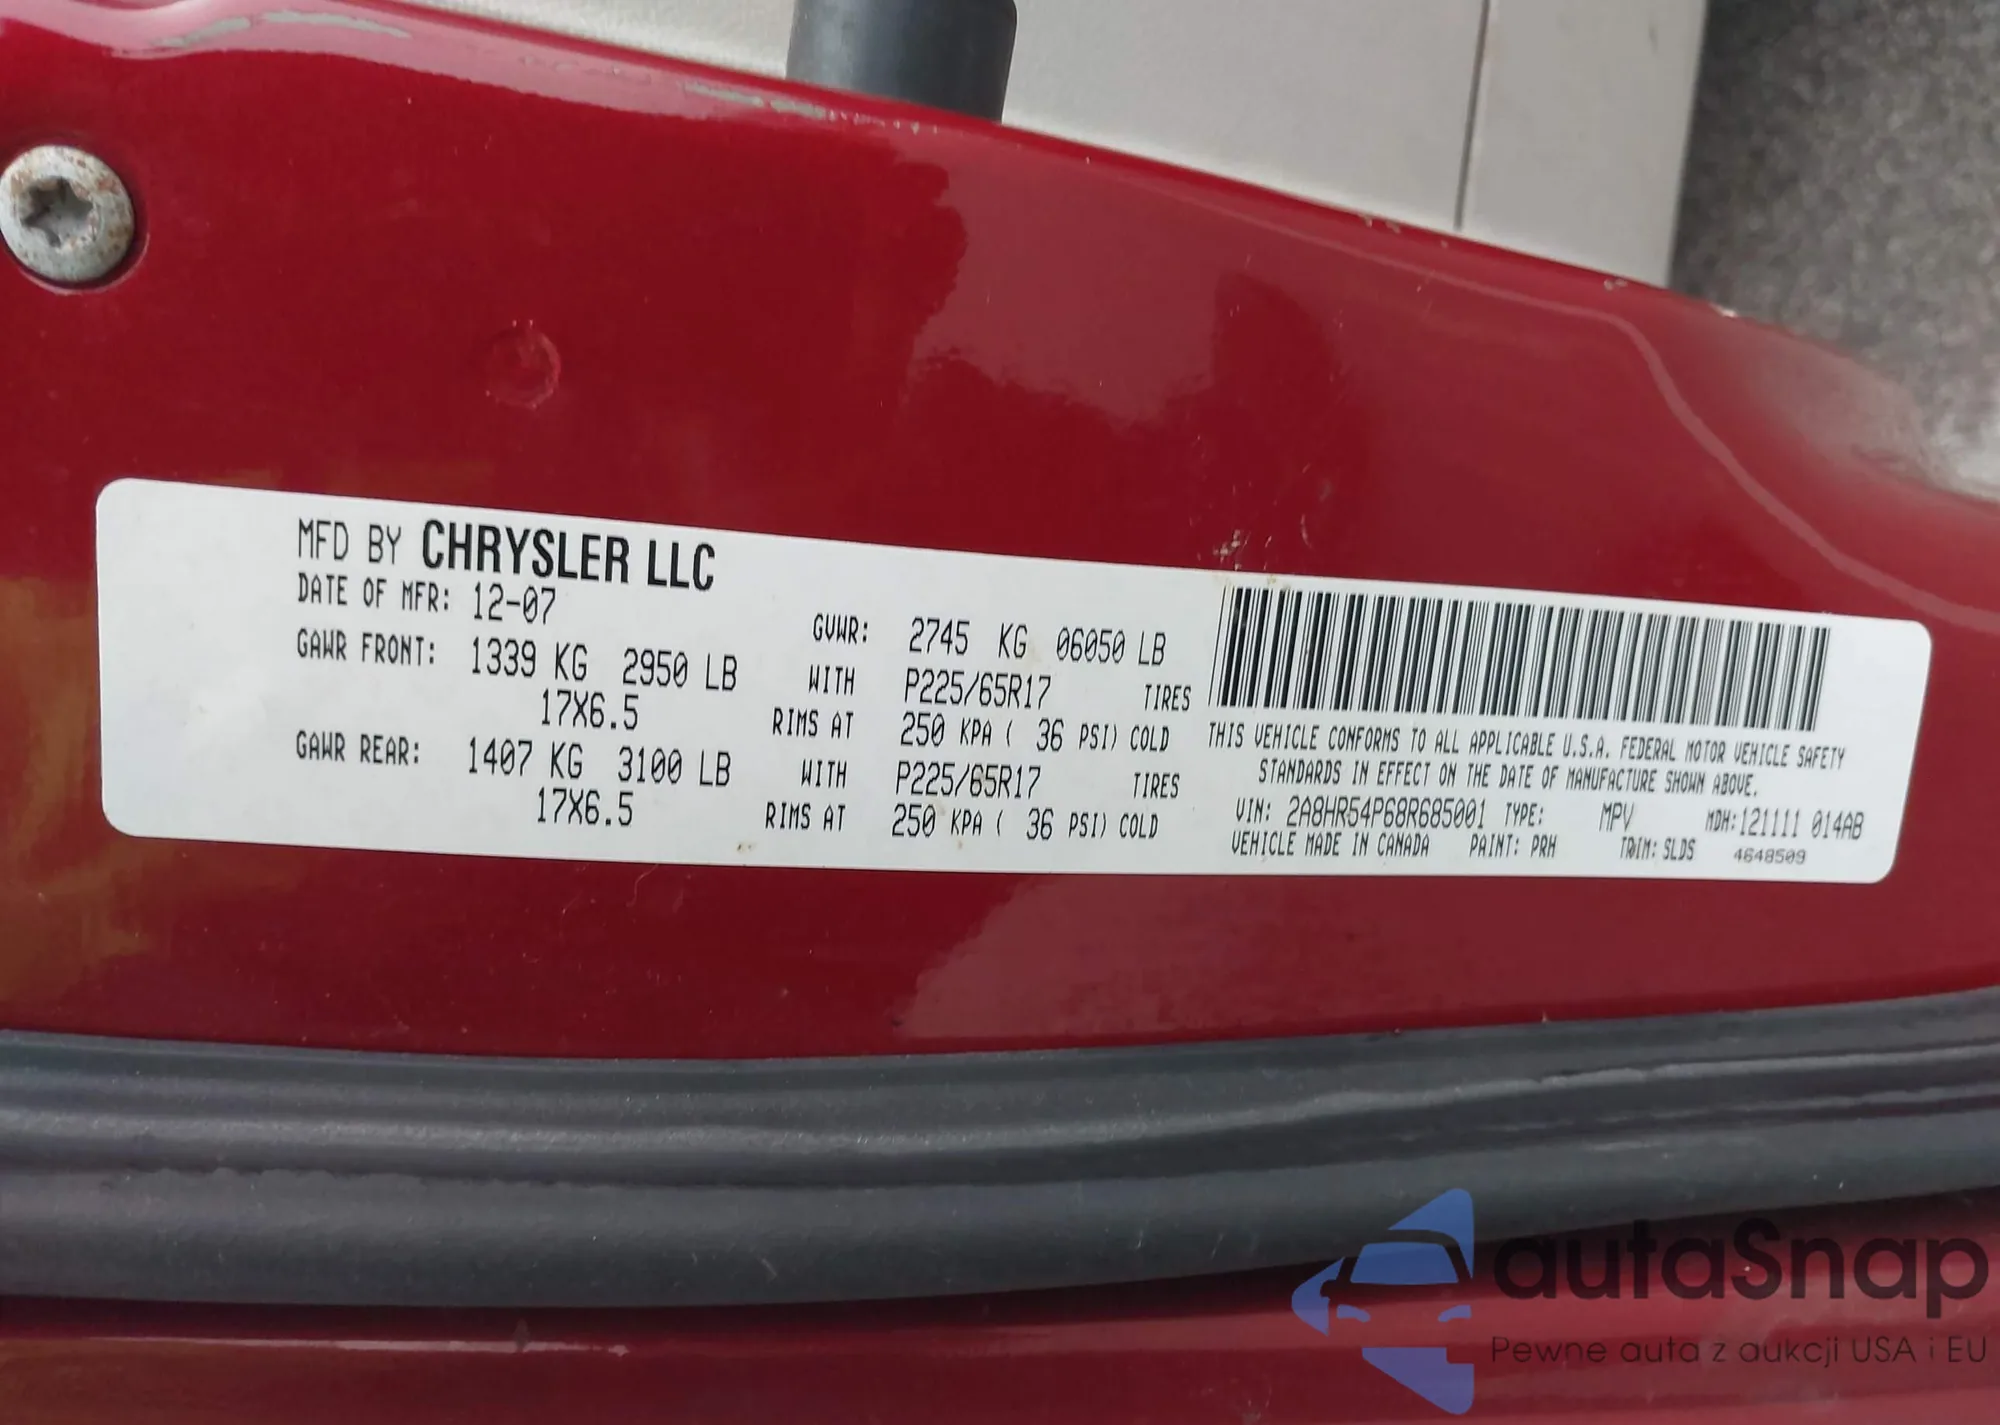 MFD BY CHRYSLER LLC
DATE OF MFR: 12-07
GVWR: 2745 KG 06050 LB
GAWR FRONT: 1339 KG 2950 LB WITH P225/65R17 TIRES
17X6.5 RIMS AT 250 KPA ( 36 PSI) COLD
GAWR REAR: 1407 KG 3100 LB WITH P225/65R17 TIRES
17X6.5 RIMS AT 250 KPA ( 36 PSI) COLD
THIS VEHICLE CONFORMS TO ALL APPLICABLE U.S.A. FEDERAL MOTOR VEHICLE SAFETY
STANDARDS IN EFFECT ON THE DATE OF MANUFACTURE SHOWN ABOVE.
VIN: 2A8HR54P68R685001 TYPE: MPV MDH:121111 014AB
VEHICLE MADE IN CANADA PAINT: PRH TRIM: SLDS 4648509
autaSnap
Pewne auta z aukcji USA i EU